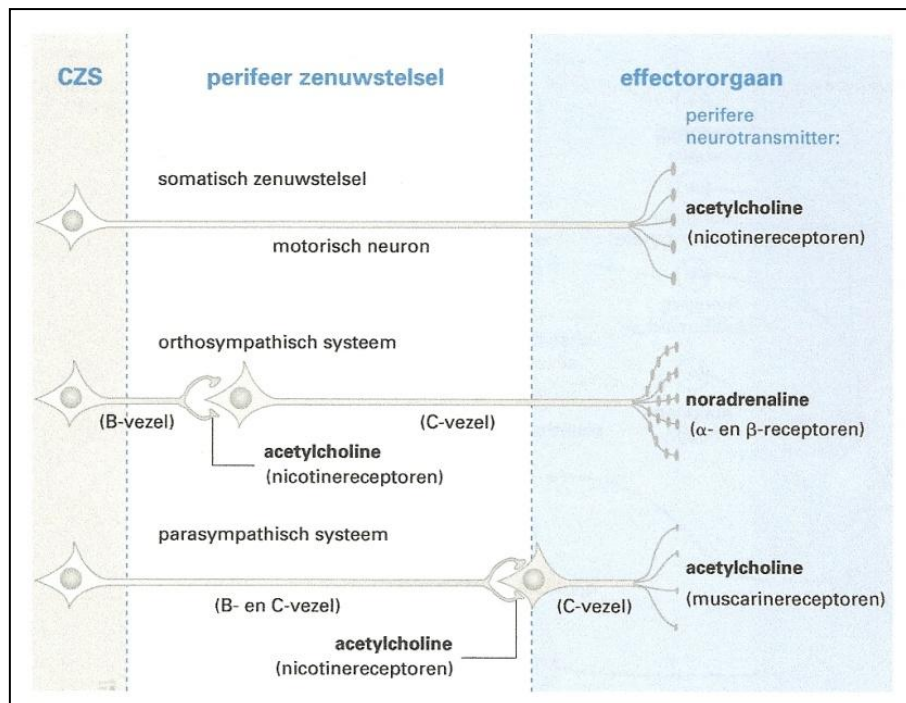 CZS
perifeer zenuwstelsel
effectororgaan
perifere
neurotransmitter:
somatisch zenuwstelsel
motorisch neuron
acetylcholine
(nicotinereceptoren)
orthosympathisch systeem
(B-vezel)
(C-vezel)
acetylcholine
(nicotinereceptoren)
noradrenaline
(α- en β-receptoren)
parasympathisch systeem
(B- en C-vezel)
(C-vezel)
acetylcholine
(nicotinereceptoren)
acetylcholine
(muscarinereceptoren)